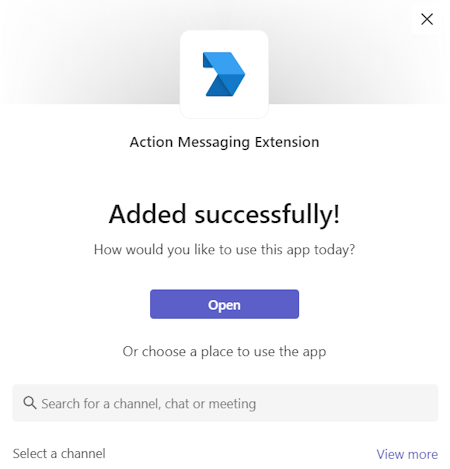 Action Messaging Extension
Added successfully!
How would you like to use this app today?
Open
Or choose a place to use the app
Search for a channel, chat or meeting
Select a channel
View more